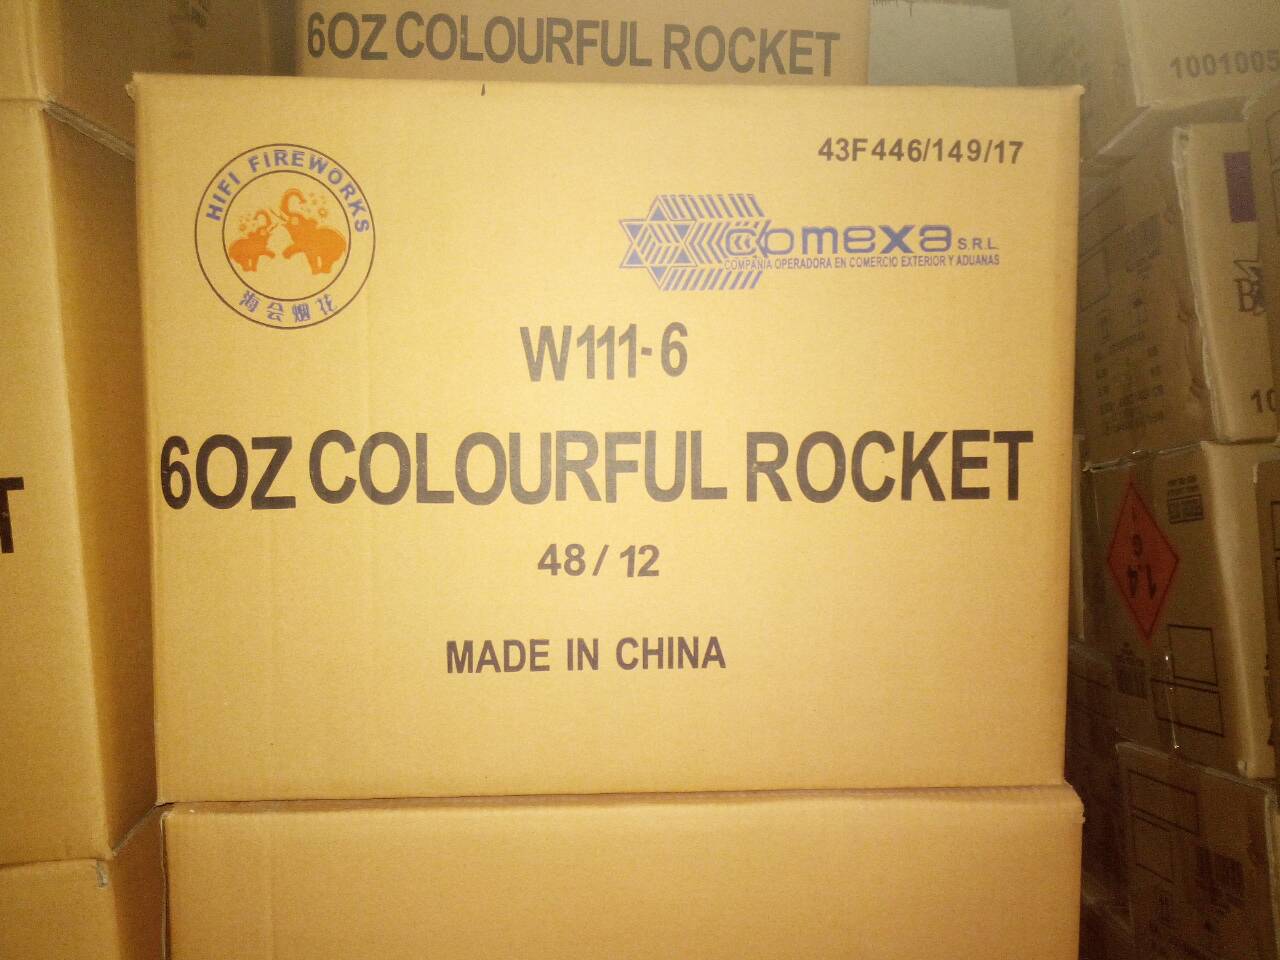 6OZ COLOURFUL ROCKET
1001005
43F446/149/17
HIFI FIREWORKS
海会烟花
comexa S.R.L.
COMPAÑIA OPERADORA EN COMERCIO EXTERIOR Y ADUANAS
W111-6
6OZ COLOURFUL ROCKET
48/12
MADE IN CHINA
T
10
1.4
G